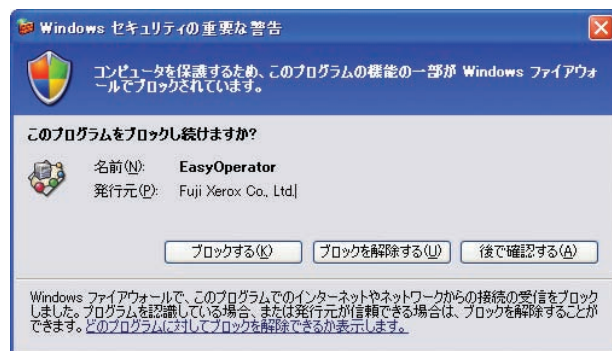 Windows セキュリティの重要な警告
コンピュータを保護するため、このプログラムの機能の一部が Windows ファイアウォ
ールでブロックされています。
このプログラムをブロックし続けますか?
名前(N): EasyOperator
発行元(P): Fuji Xerox Co., Ltd
ブロックする(K) ブロックを解除する(U) 後で確認する(A)
Windows ファイアウォールで、このプログラムでのインターネットやネットワークからの接続の受信をブロック
しました。プログラムを認識している場合、または発行元が信頼できる場合は、ブロックを解除することが
できます。どのプログラムに対してブロックを解除できるか表示します。